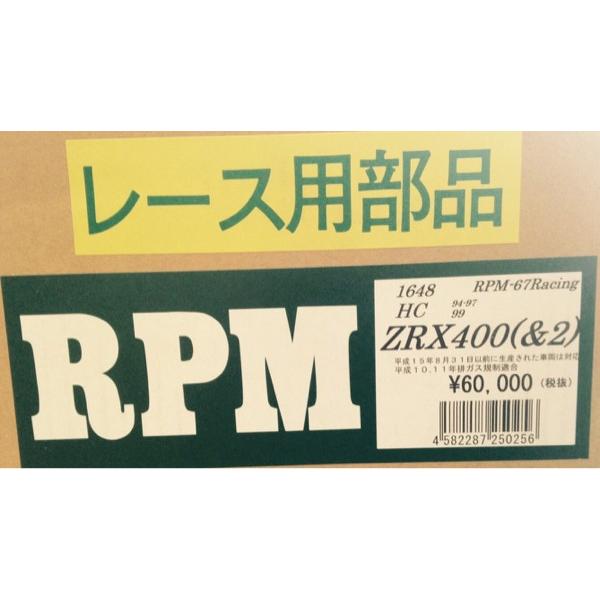 レース用部品
RPM
1648 RPM-67Racing
HC 94-97
99
ZRX400(&2)
平成15年8月31日以前に生産された車両は対応
平成10,11年排ガス規制適合
¥60,000 (税抜)
4 582287 250256